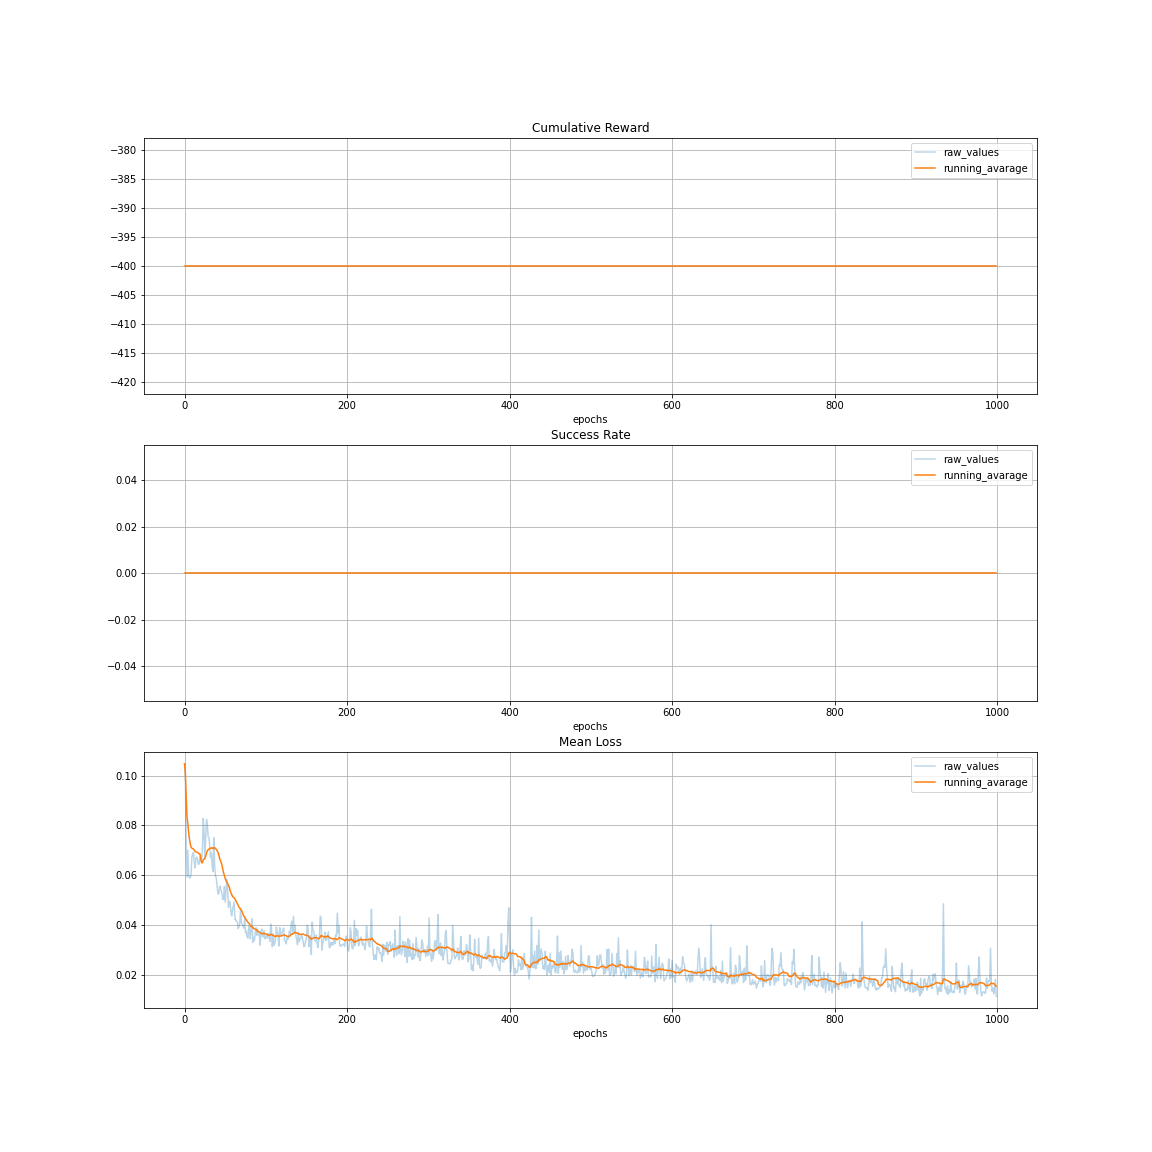 Cumulative Reward
raw_values
running_avarage
−380
−385
−390
−395
−400
−405
−410
−415
−420
0 200 400 600 800 1000
epochs
Success Rate
raw_values
running_avarage
0.04
0.02
0.00
−0.02
−0.04
0 200 400 600 800 1000
epochs
Mean Loss
raw_values
running_avarage
0.10
0.08
0.06
0.04
0.02
0 200 400 600 800 1000
epochs